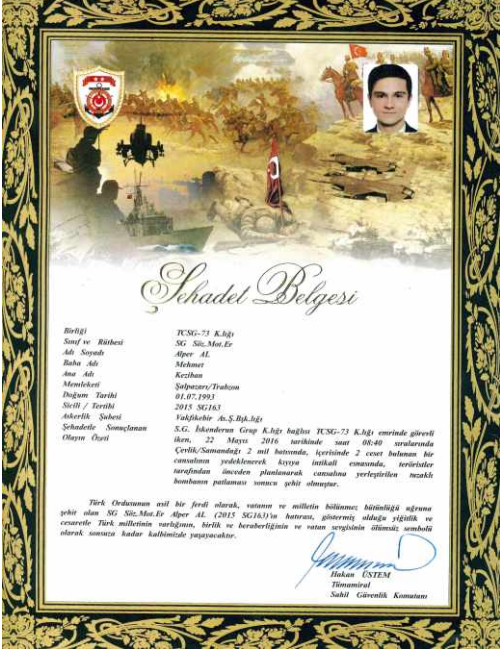 Şehadet Belgesi
Birliği TCSG-73 K.lığı
Sınıf ve Rütbesi SG Söz.Mot.Er
Adı Soyadı Alper AL
Baba Adı Mehmet
Ana Adı Keziban
Memleketi Şalpazarı/Trabzon
Doğum Tarihi 01.07.1993
Sicili / Tertibi 2015 SG163
Askerlik Şubesi Vakfıkebir As.Ş.Bşk.lığı
Şehadetle Sonuçlanan S.G. İskenderun Grup K.lığı bağlısı TCSG-73 K.lığı emrinde görevli
Olayın Özeti iken, 22 Mayıs 2016 tarihinde saat 08:40 sıralarında
Çevlik/Samandağı 2 mil batısında, içerisinde 2 ceset bulunan bir
cansalının yedeklenerek kıyıya intikali esnasında, teröristler
tarafından önceden planlanarak cansalına yerleştirilen tuzaklı
bombanın patlaması sonucu şehit olmuştur.
Türk Ordusunun asil bir ferdi olarak, vatanın ve milletin bölünmez bütünlüğü uğruna
şehit olan SG Söz.Mot.Er Alper AL (2015 SG163)'ın hatırası, göstermiş olduğu yiğitlik ve
cesaretle Türk milletinin varlığının, birlik ve beraberliğinin ve vatan sevgisinin ölümsüz sembolü
olarak sonsuza kadar kalbimizde yaşayacaktır.
Hakan ÜSTEM
Tümamiral
Sahil Güvenlik Komutanı